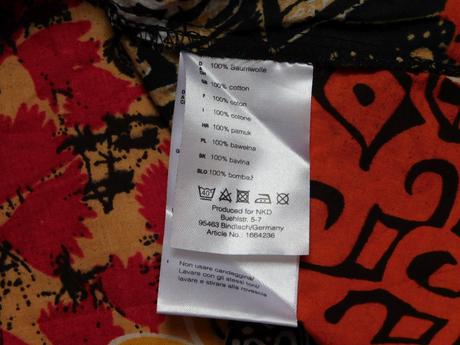 D A CH 100% Baumwolle
GB 100% cotton
F 100% coton
I 100% cotone
HR 100% pamuk
PL 100% bawełna
SK 100% bavlna
SLO 100% bombaž
40
Produced for NKD
Buehlstr. 5-7
95463 Bindlach/Germany
Article No.: 1664236
Non usare candeggina/
Lavare con gli stessi toni/
lavare e stirare alla rovescia